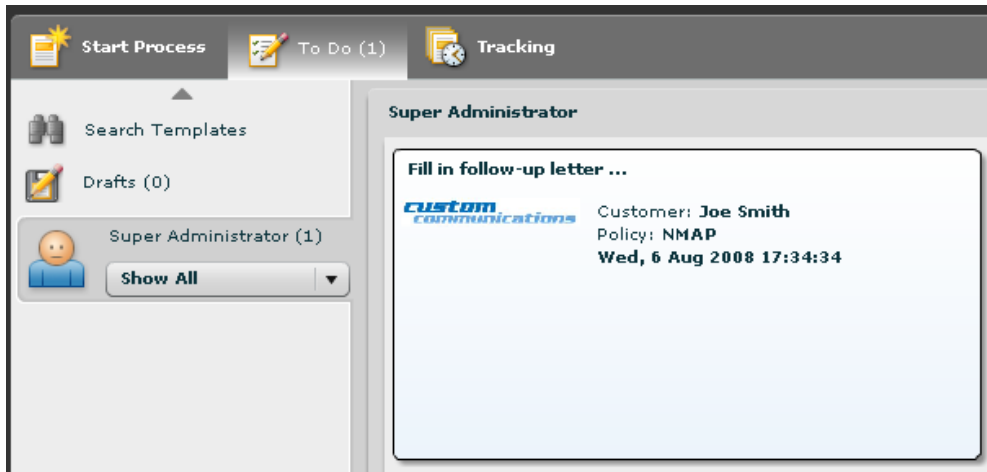 Start Process
To Do (1)
Tracking
Search Templates
Drafts (0)
Super Administrator (1)
Show All
Super Administrator
Fill in follow-up letter ...
custom
communications
Customer: Joe Smith
Policy: NMAP
Wed, 6 Aug 2008 17:34:34